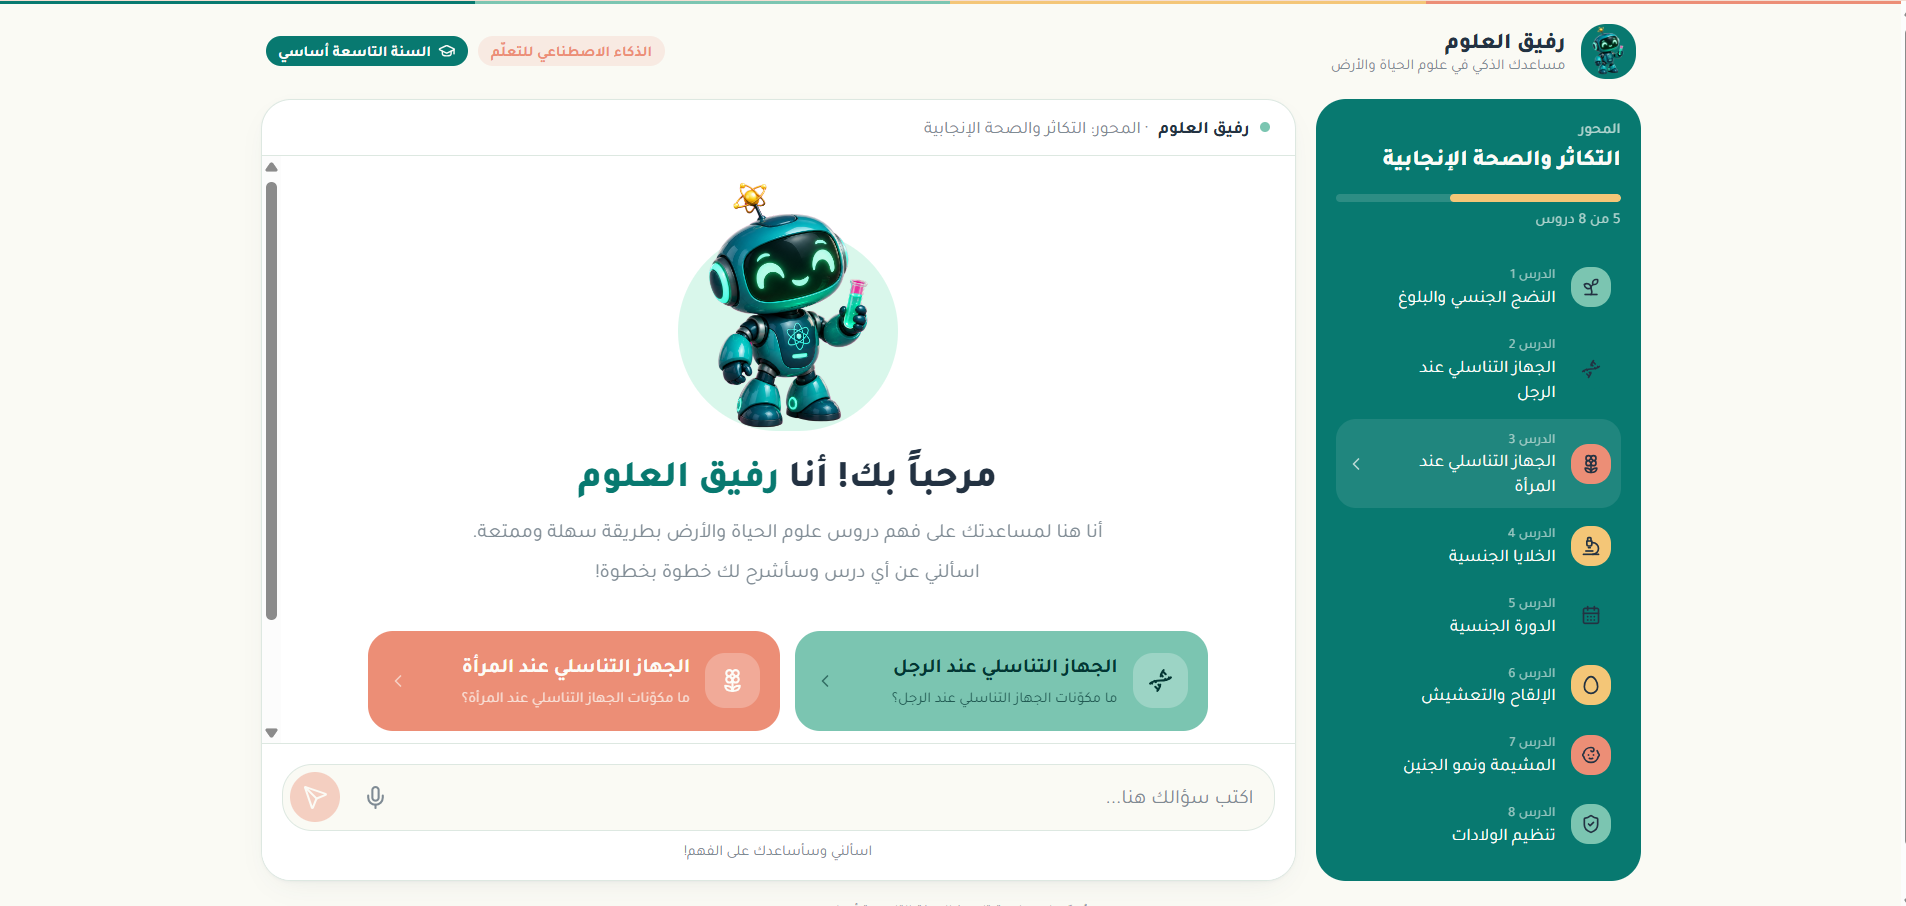 رفيق العلوم
مساعدك الذكي في علوم الحياة والأرض
الذكاء الاصطناعي للتعلّم
السنة التاسعة أساسي
المحور
التكاثر والصحة الإنجابية
5 من 8 دروس
الدرس 1
النضج الجنسي والبلوغ
الدرس 2
الجهاز التناسلي عند
الرجل
الدرس 3
الجهاز التناسلي عند
المرأة
الدرس 4
الخلايا الجنسية
الدرس 5
الدورة الجنسية
الدرس 6
الإلقاح والتعشيش
الدرس 7
المشيمة ونمو الجنين
الدرس 8
تنظيم الولادات
رفيق العلوم · المحور: التكاثر والصحة الإنجابية
مرحباً بك! أنا رفيق العلوم
أنا هنا لمساعدتك على فهم دروس علوم الحياة والأرض بطريقة سهلة وممتعة.
اسألني عن أي درس وسأشرح لك خطوة بخطوة!
الجهاز التناسلي عند الرجل
ما مكوّنات الجهاز التناسلي عند الرجل؟
الجهاز التناسلي عند المرأة
ما مكوّنات الجهاز التناسلي عند المرأة؟
اكتب سؤالك هنا...
اسألني وسأساعدك على الفهم!